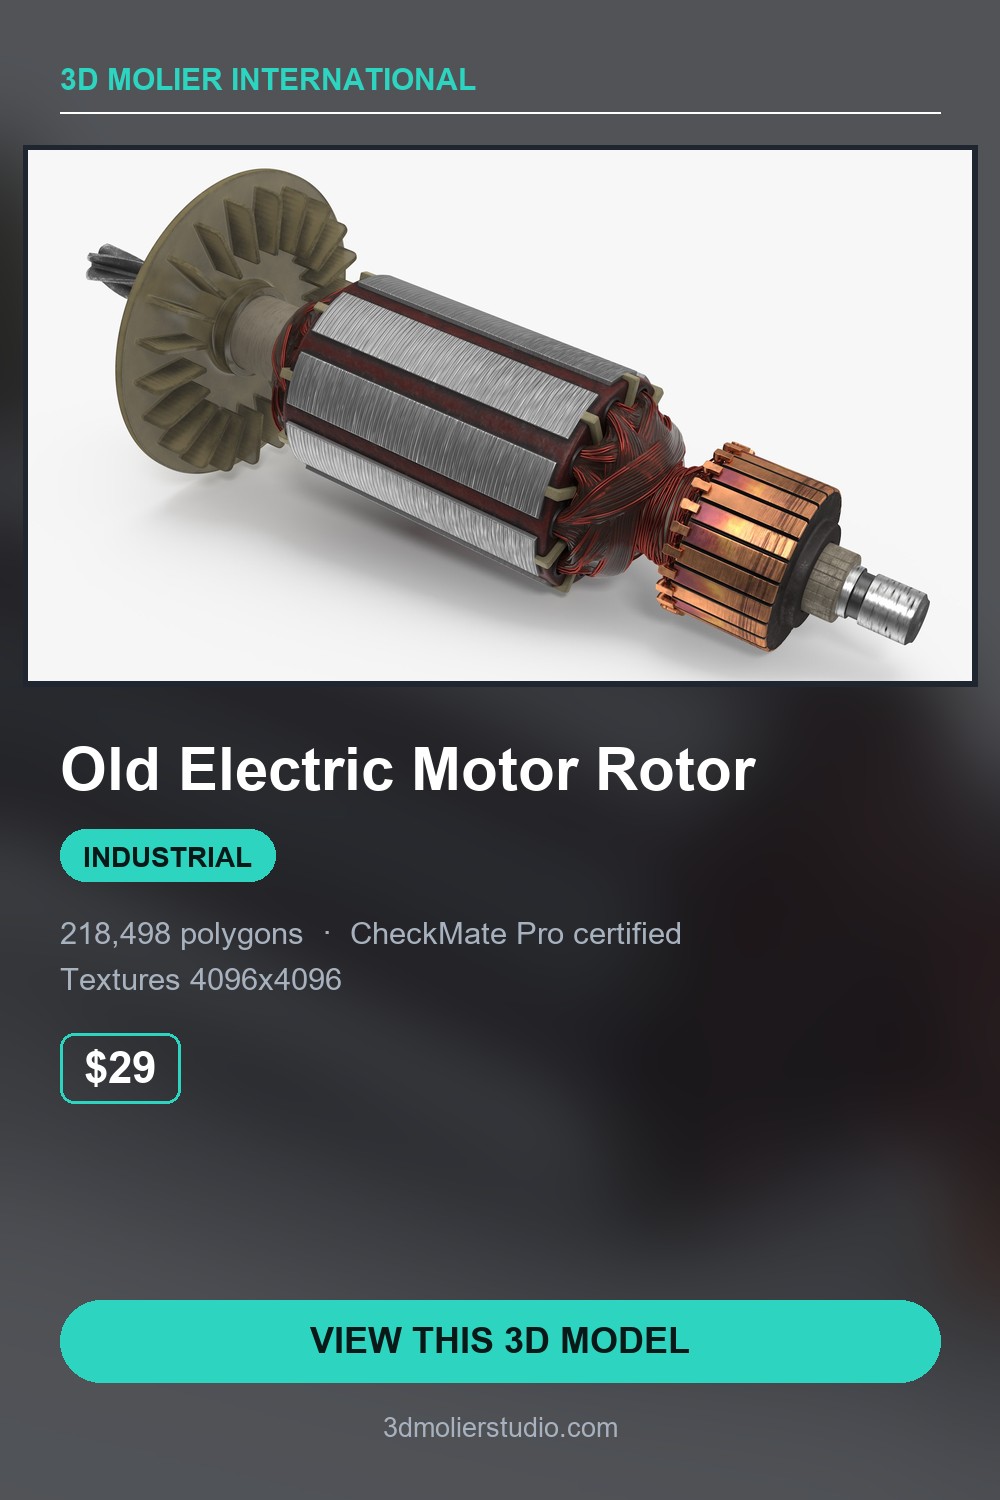 3D MOLIER INTERNATIONAL
Old Electric Motor Rotor
INDUSTRIAL
218,498 polygons · CheckMate Pro certified
Textures 4096x4096
$29
VIEW THIS 3D MODEL
3dmolierstudio.com